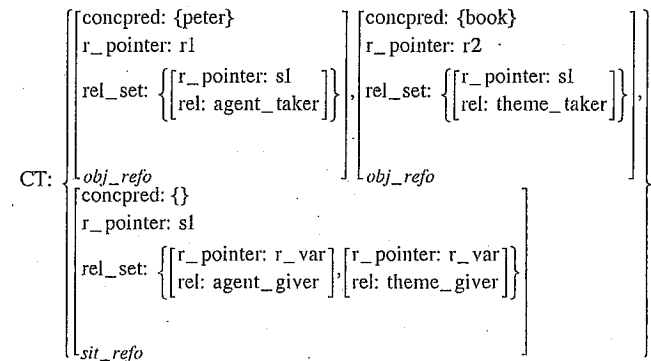 concpred: {peter} concpred: {book}
r_pointer: r1 r_pointer: r2
r_pointer: s1 r_pointer: s1
rel_set: rel_set:
rel: agent_taker rel: theme_taker
obj_refo obj_refo
CT:
concpred: {}
r_pointer: s1
r_pointer: r_var r_pointer: r_var
rel_set:
rel: agent_giver rel: theme_giver
sit_refo